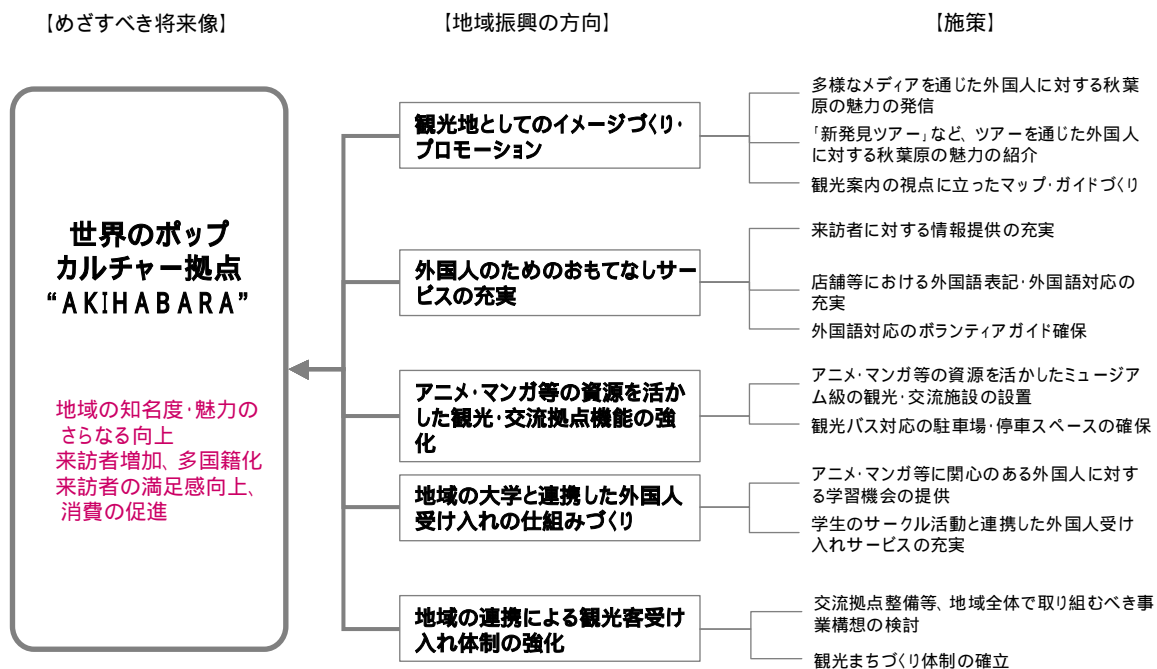 【めざすべき将来像】
【地域振興の方向】
【施策】
世界のポップ
カルチャー拠点
“AKIHABARA”
地域の知名度・魅力の
さらなる向上
来訪者増加、多国籍化
来訪者の満足感向上、
消費の促進
観光地としてのイメージづくり・
プロモーション
多様なメディアを通じた外国人に対する秋葉
原の魅力の発信
「新発見ツアー」など、ツアーを通じた外国人
に対する秋葉原の魅力の紹介
観光案内の視点に立ったマップ・ガイドづくり
外国人のためのおもてなしサー
ビスの充実
来訪者に対する情報提供の充実
店舗等における外国語表記・外国語対応の
充実
外国語対応のボランティアガイド確保
アニメ・マンガ等の資源を活か
した観光・交流拠点機能の強
化
アニメ・マンガ等の資源を活かしたミュージア
ム級の観光・交流施設の設置
観光バス対応の駐車場・停車スペースの確保
地域の大学と連携した外国人
受け入れの仕組みづくり
アニメ・マンガ等に関心のある外国人に対す
る学習機会の提供
学生のサークル活動と連携した外国人受け
入れサービスの充実
地域の連携による観光客受け
入れ体制の強化
交流拠点整備等、地域全体で取り組むべき事
業構想の検討
観光まちづくり体制の確立